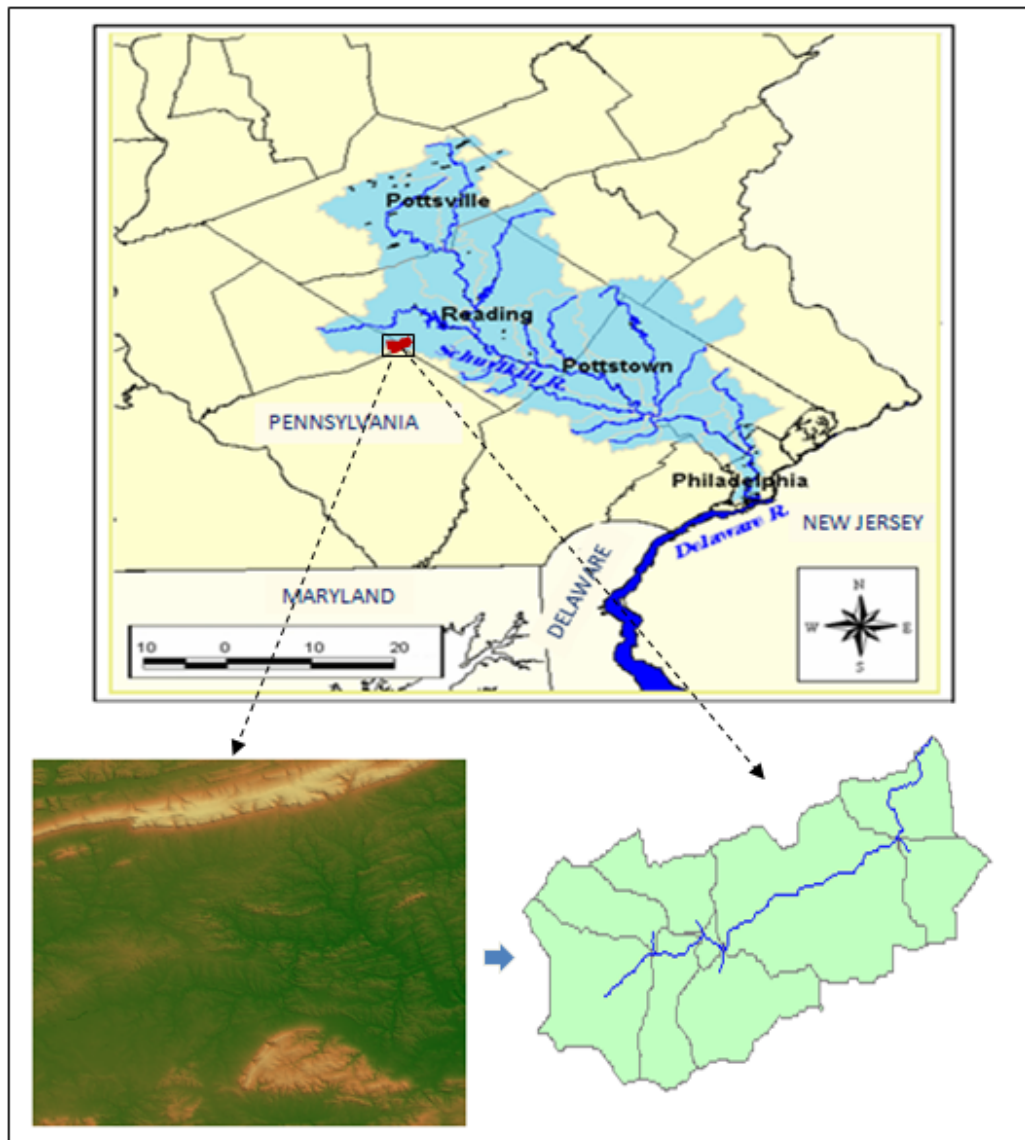 Pottsville
Reading
Schuylkill R.
Pottstown
PENNSYLVANIA
Philadelphia
Delaware R.
NEW JERSEY
DELAWARE
MARYLAND
N
W
E
S
10 0 10 20